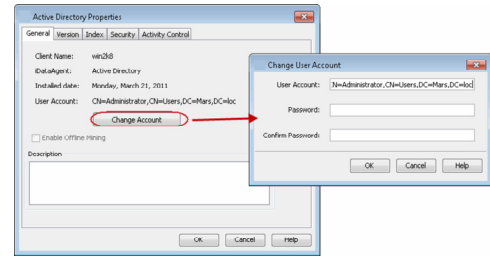 Active Directory Properties
General Version Index Security Activity Control
Client Name: win2k8
iDataAgent: Active Directory
Installed date: Monday, March 21, 2011
User Account: CN=Administrator,CN=Users,DC=Mars,DC=loc
Change Account
Enable Offline Mining
Description
OK Cancel Help
Change User Account
User Account: N=Administrator,CN=Users,DC=Mars,DC=loc
Password:
Confirm Password:
OK Cancel Help